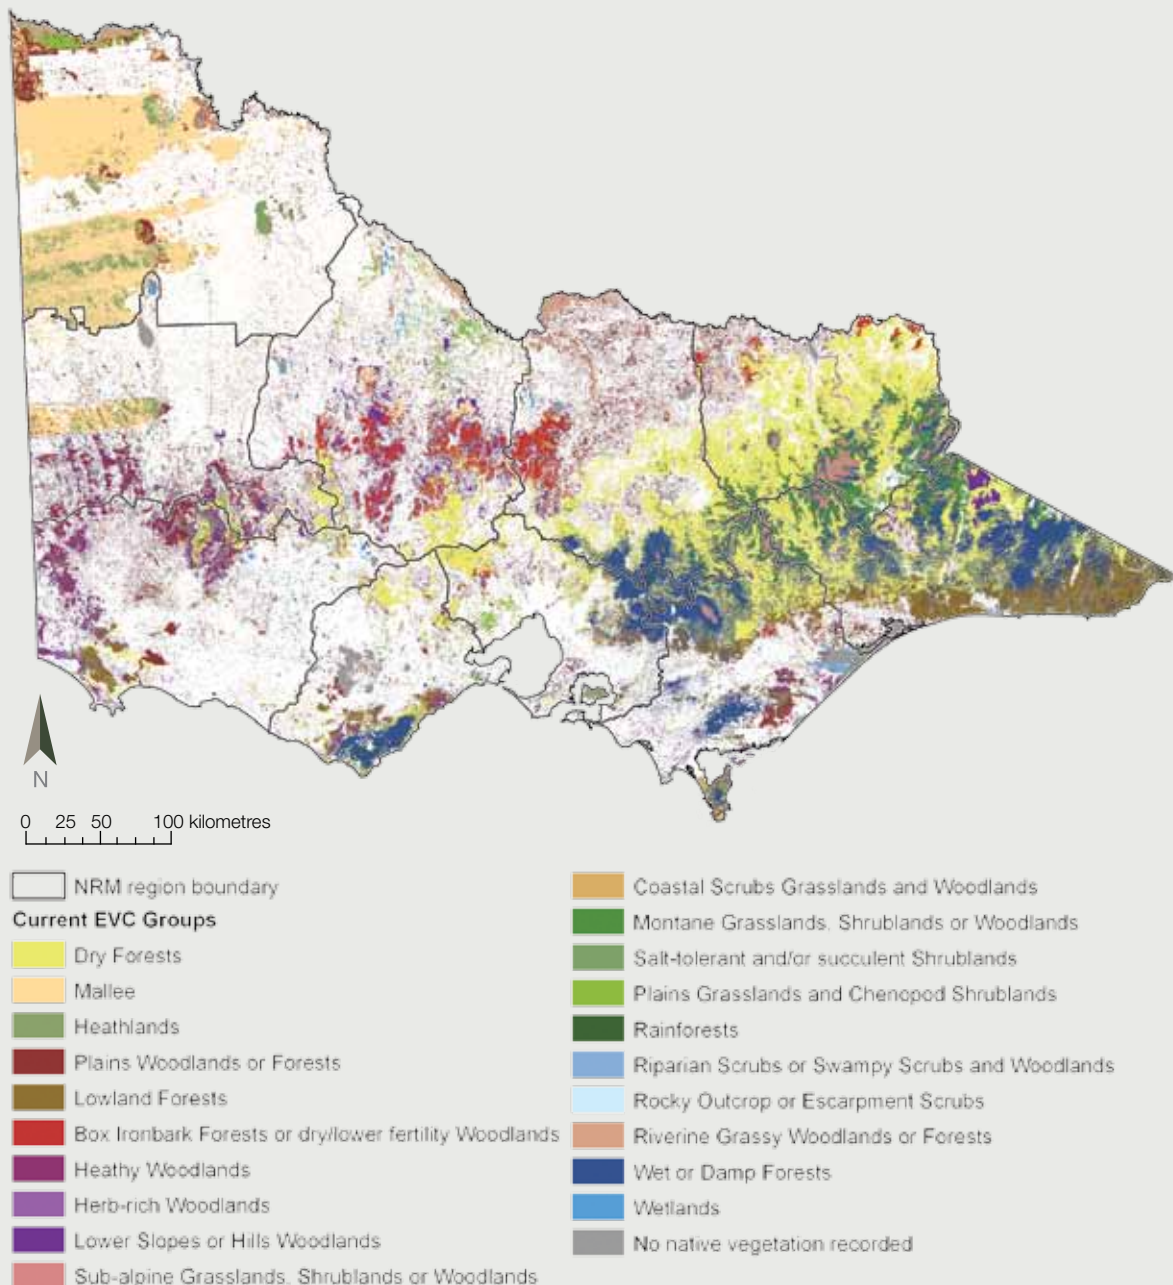 N
0 25 50 100 kilometres
NRM region boundary
Current EVC Groups
Dry Forests
Mallee
Heathlands
Plains Woodlands or Forests
Lowland Forests
Box Ironbark Forests or dry/lower fertility Woodlands
Heathy Woodlands
Herb-rich Woodlands
Lower Slopes or Hills Woodlands
Sub-alpine Grasslands, Shrublands or Woodlands
Coastal Scrubs Grasslands and Woodlands
Montane Grasslands, Shrublands or Woodlands
Salt-tolerant and/or succulent Shrublands
Plains Grasslands and Chenopod Shrublands
Rainforests
Riparian Scrubs or Swampy Scrubs and Woodlands
Rocky Outcrop or Escarpment Scrubs
Riverine Grassy Woodlands or Forests
Wet or Damp Forests
Wetlands
No native vegetation recorded